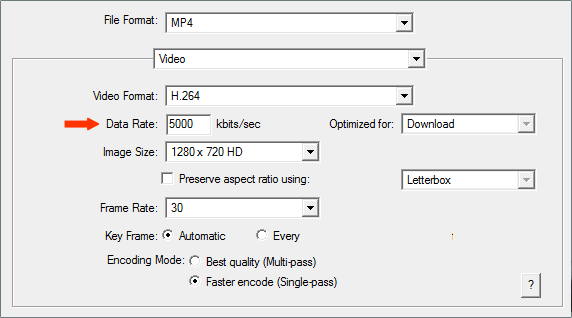 File Format: MP4
Video
Video Format: H.264
Data Rate: 5000 kbits/sec Optimized for: Download
Image Size: 1280 x 720 HD
Preserve aspect ratio using: Letterbox
Frame Rate: 30
Key Frame: Automatic Every
Encoding Mode: Best quality (Multi-pass)
Faster encode (Single-pass)
?